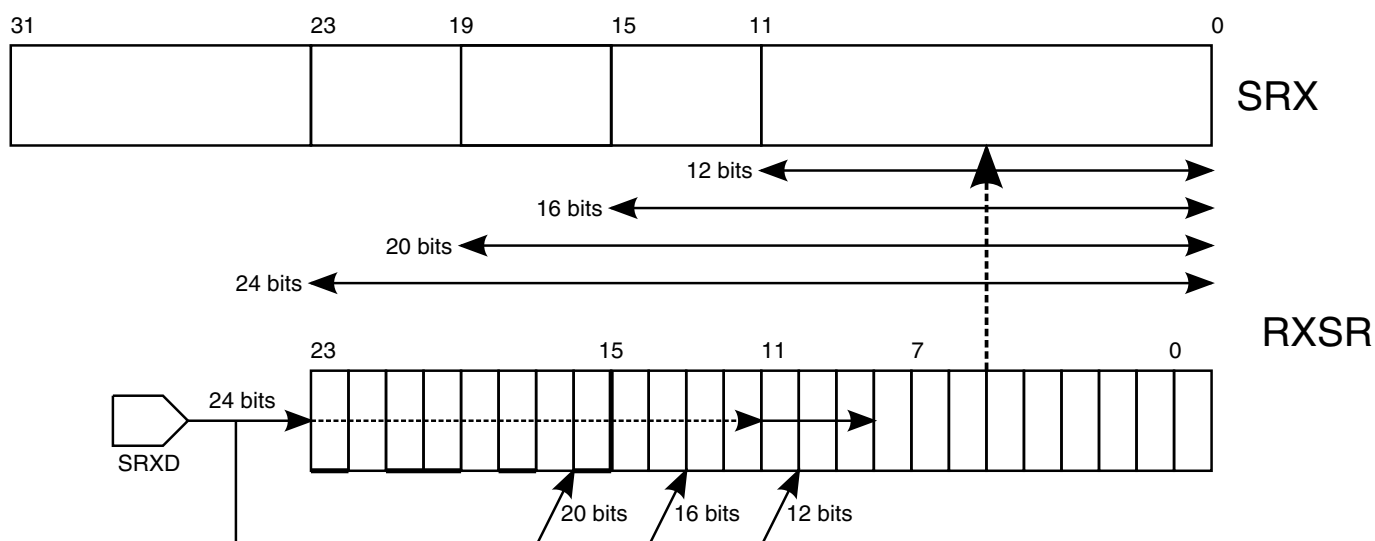 31 23 19 15 11 0
SRX
12 bits
16 bits
20 bits
24 bits
RXSR
23 15 11 7 0
24 bits
SRXD
20 bits 16 bits 12 bits